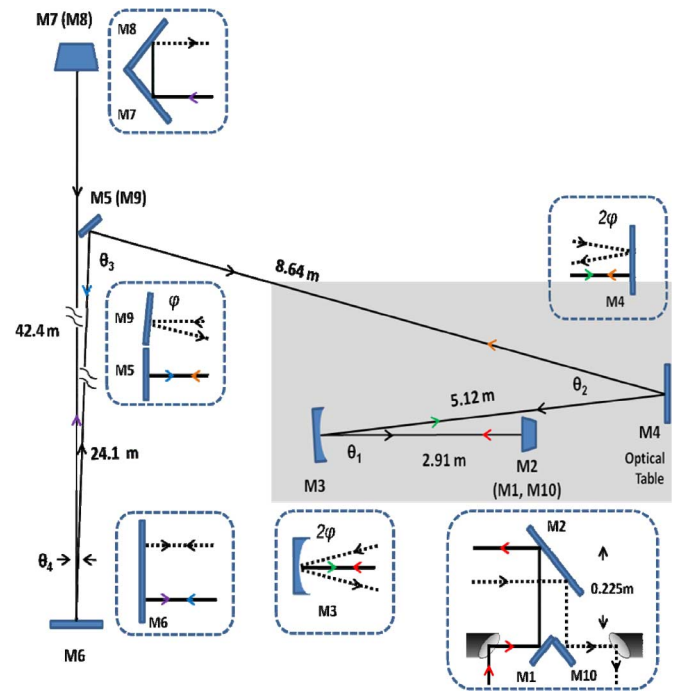 M7 (M8)
M8
M7
M5 (M9)
θ3
8.64 m
2φ
M4
42.4 m
M9
φ
M5
5.12 m
θ2
M4
Optical
Table
24.1 m
θ1
2.91 m
M3
M2
(M1, M10)
θ4
M6
M6
2φ
M3
M2
0.225m
M1
M10